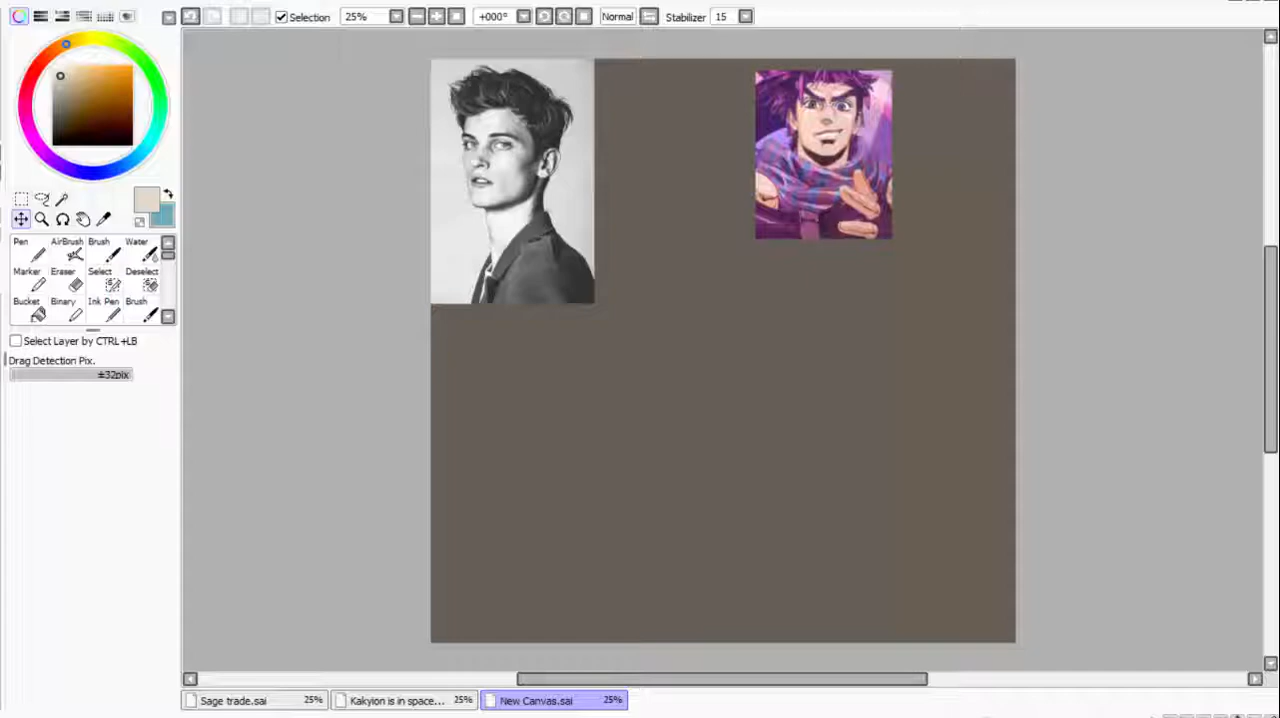 Selection 25% +000° Normal Stabilizer 15
Pen AirBrush Brush Water
Marker Eraser Select Deselect
Bucket Binary Ink Pen Brush
Select Layer by CTRL+LB
Drag Detection Pix.
±32pix
Sage trade.sai 25% Kakyion is in space... 25% New Canvas.sai 25%